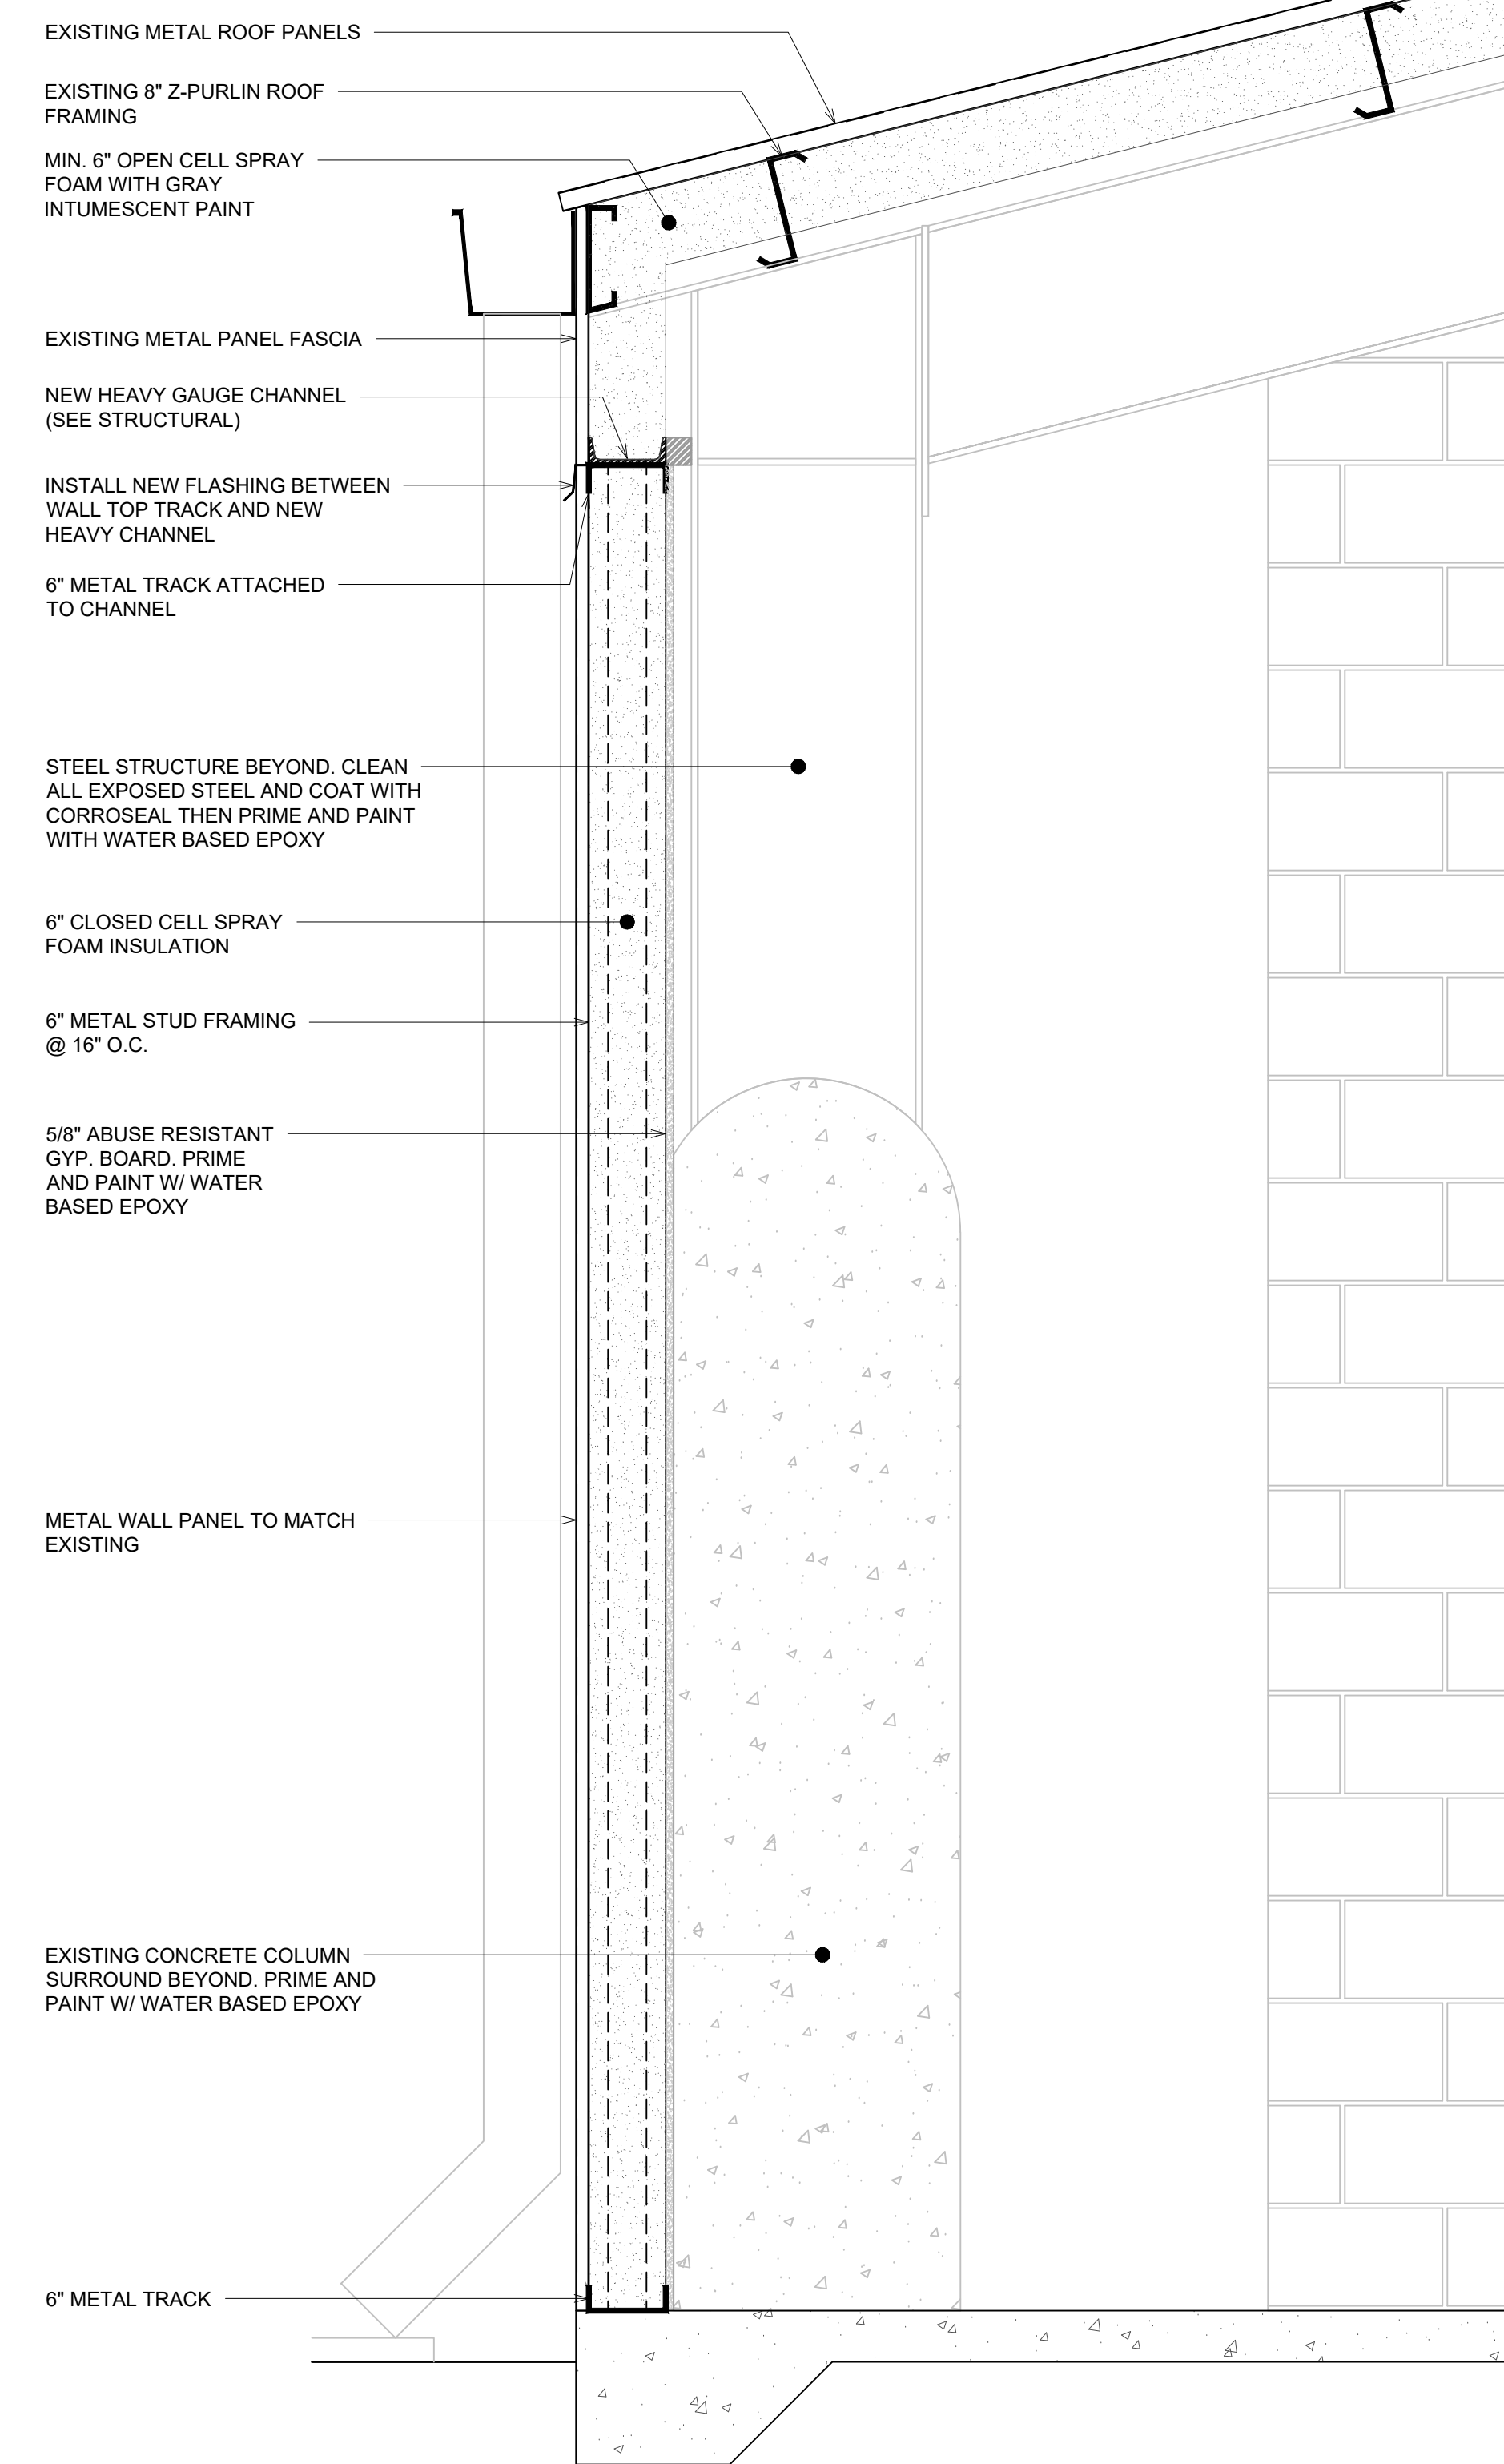 EXISTING METAL ROOF PANELS
EXISTING 8" Z-PURLIN ROOF
FRAMING
MIN. 6" OPEN CELL SPRAY
FOAM WITH GRAY
INTUMESCENT PAINT
EXISTING METAL PANEL FASCIA
NEW HEAVY GAUGE CHANNEL
(SEE STRUCTURAL)
INSTALL NEW FLASHING BETWEEN
WALL TOP TRACK AND NEW
HEAVY CHANNEL
6" METAL TRACK ATTACHED
TO CHANNEL
STEEL STRUCTURE BEYOND. CLEAN
ALL EXPOSED STEEL AND COAT WITH
CORROSEAL THEN PRIME AND PAINT
WITH WATER BASED EPOXY
6" CLOSED CELL SPRAY
FOAM INSULATION
6" METAL STUD FRAMING
@ 16" O.C.
5/8" ABUSE RESISTANT
GYP. BOARD. PRIME
AND PAINT W/ WATER
BASED EPOXY
METAL WALL PANEL TO MATCH
EXISTING
EXISTING CONCRETE COLUMN
SURROUND BEYOND. PRIME AND
PAINT W/ WATER BASED EPOXY
6" METAL TRACK